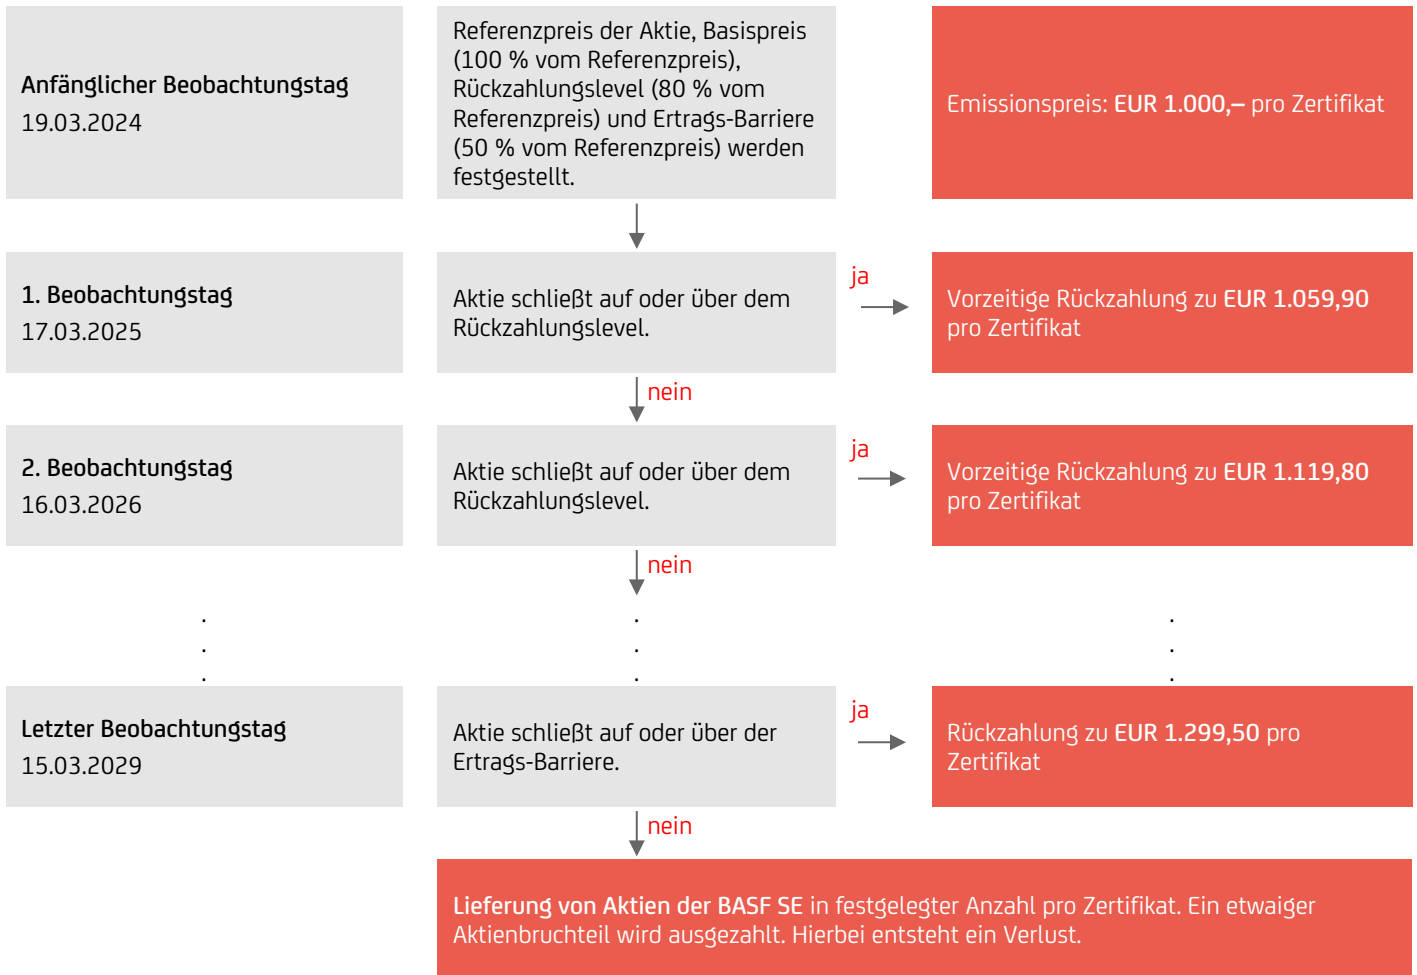 Anfänglicher Beobachtungstag
19.03.2024
Referenzpreis der Aktie, Basispreis
(100 % vom Referenzpreis),
Rückzahlungslevel (80 % vom
Referenzpreis) und Ertrags-Barriere
(50 % vom Referenzpreis) werden
festgestellt.
Emissionspreis: EUR 1.000,– pro Zertifikat
1. Beobachtungstag
17.03.2025
Aktie schließt auf oder über dem
Rückzahlungslevel.
ja
Vorzeitige Rückzahlung zu EUR 1.059,90
pro Zertifikat
nein
2. Beobachtungstag
16.03.2026
Aktie schließt auf oder über dem
Rückzahlungslevel.
ja
Vorzeitige Rückzahlung zu EUR 1.119,80
pro Zertifikat
nein
. . .
. . .
. . .
Letzter Beobachtungstag
15.03.2029
Aktie schließt auf oder über der
Ertrags-Barriere.
ja
Rückzahlung zu EUR 1.299,50 pro
Zertifikat
nein
Lieferung von Aktien der BASF SE in festgelegter Anzahl pro Zertifikat. Ein etwaiger
Aktienbruchteil wird ausgezahlt. Hierbei entsteht ein Verlust.